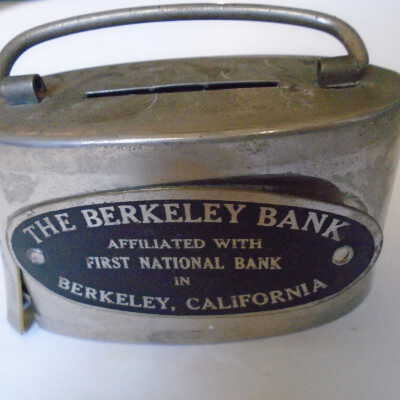 THE BERKELEY BANK
AFFILIATED WITH
FIRST NATIONAL BANK
IN
BERKELEY, CALIFORNIA